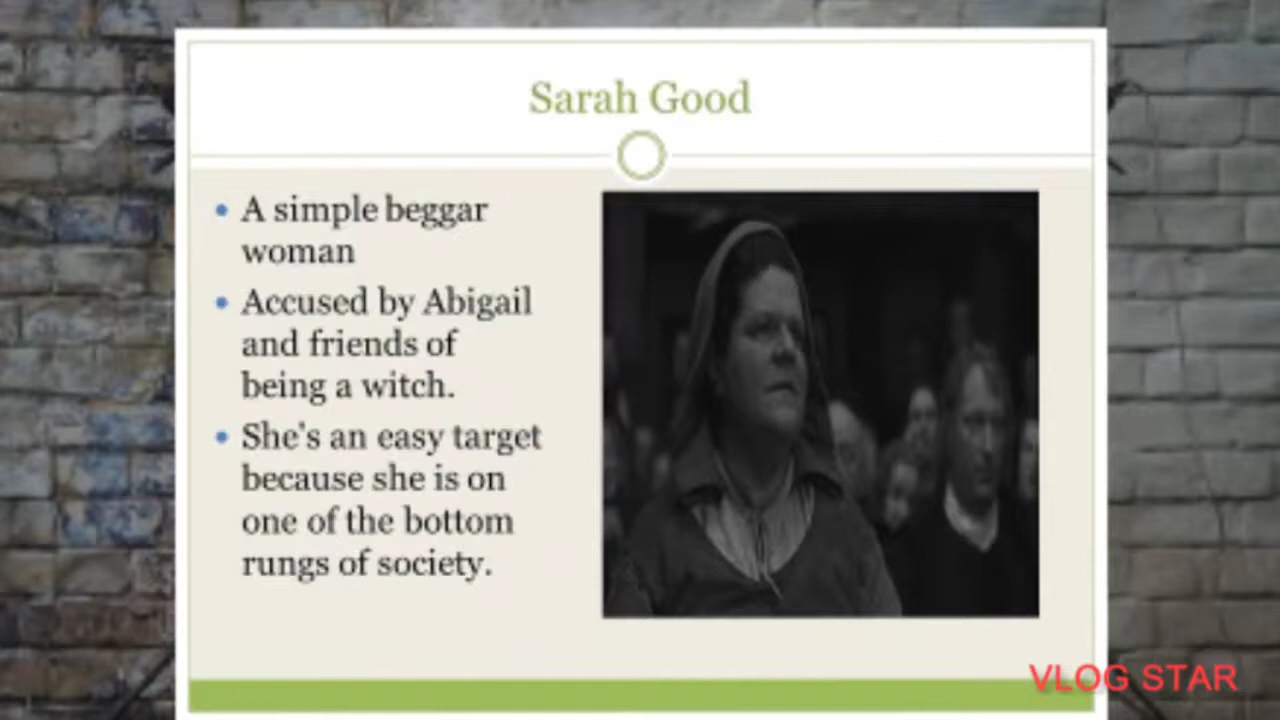 Sarah Good
• A simple beggar
woman
• Accused by Abigail
and friends of
being a witch.
• She's an easy target
because she is on
one of the bottom
rungs of society.
VLOG STAR